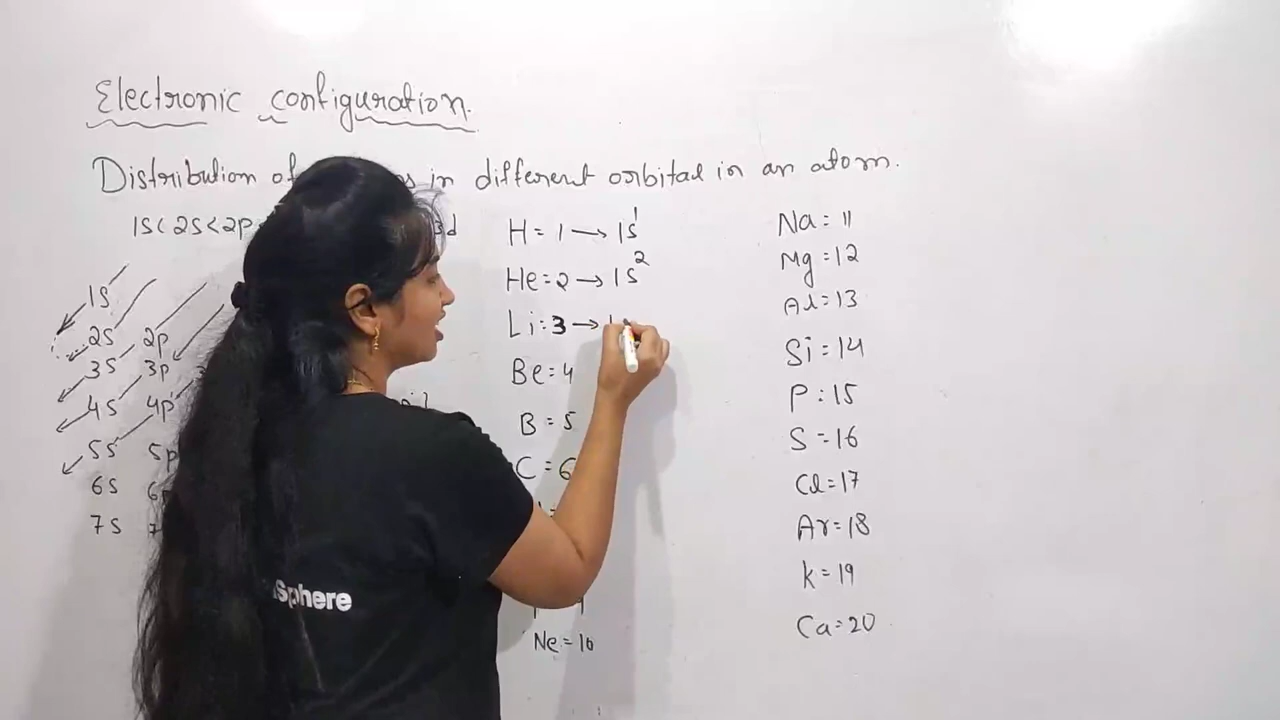 Electronic configuration.
Distribution of in different orbital in an atom.
1S<2S<2P 3d
1S
2S 2p
3S 3p
4S 4p
5S 5p
6S 6p
7S
H = 1 → 1S¹
He = 2 → 1S²
Li = 3 →
Be = 4
B = 5
C = 6
Ne = 10
Na = 11
Mg = 12
Al = 13
Si = 14
P = 15
S = 16
Cl = 17
Ar = 18
K = 19
Ca = 20
Sphere